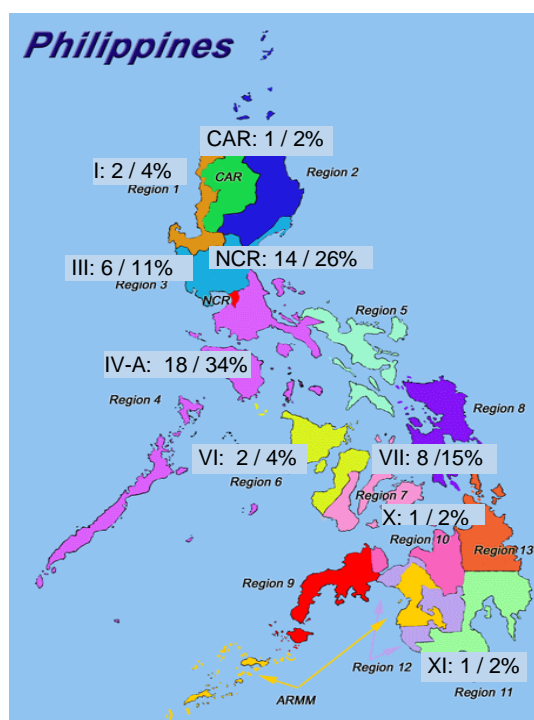 Philippines
CAR: 1 / 2%
I: 2 / 4%
Region 1
CAR
Region 2
III: 6 / 11%
Region 3
NCR: 14 / 26%
NCR
Region 5
IV-A: 18 / 34%
Region 4
Region 8
VI: 2 / 4%
Region 6
VII: 8 /15%
Region 7
X: 1 / 2%
Region 10
Region 13
Region 9
Region 12
XI: 1 / 2%
Region 11
ARMM